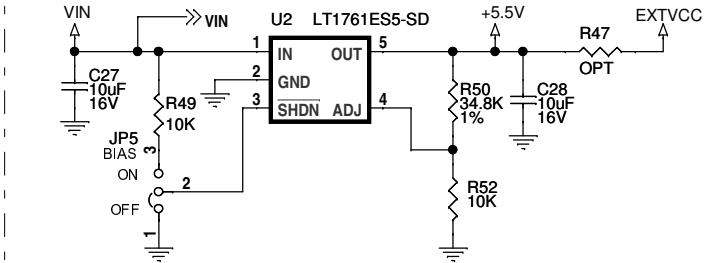 VIN
VIN
U2 LT1761ES5-SD
+5.5V
R47
OPT
EXTVCC
1 IN OUT 5
2 GND
3 SHDN ADJ 4
C27
10uF
16V
R49
10K
R50
34.8K
1%
C28
10uF
16V
JP5
BIAS
3
ON
2
OFF
1
R52
10K